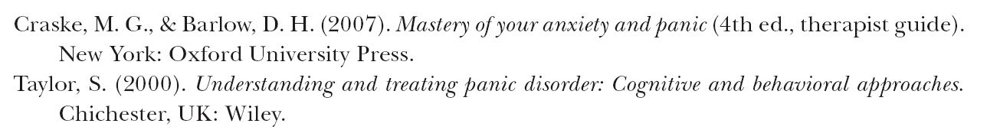 Craske, M. G., & Barlow, D. H. (2007). Mastery of your anxiety and panic (4th ed., therapist guide).
New York: Oxford University Press.
Taylor, S. (2000). Understanding and treating panic disorder: Cognitive and behavioral approaches.
Chichester, UK: Wiley.